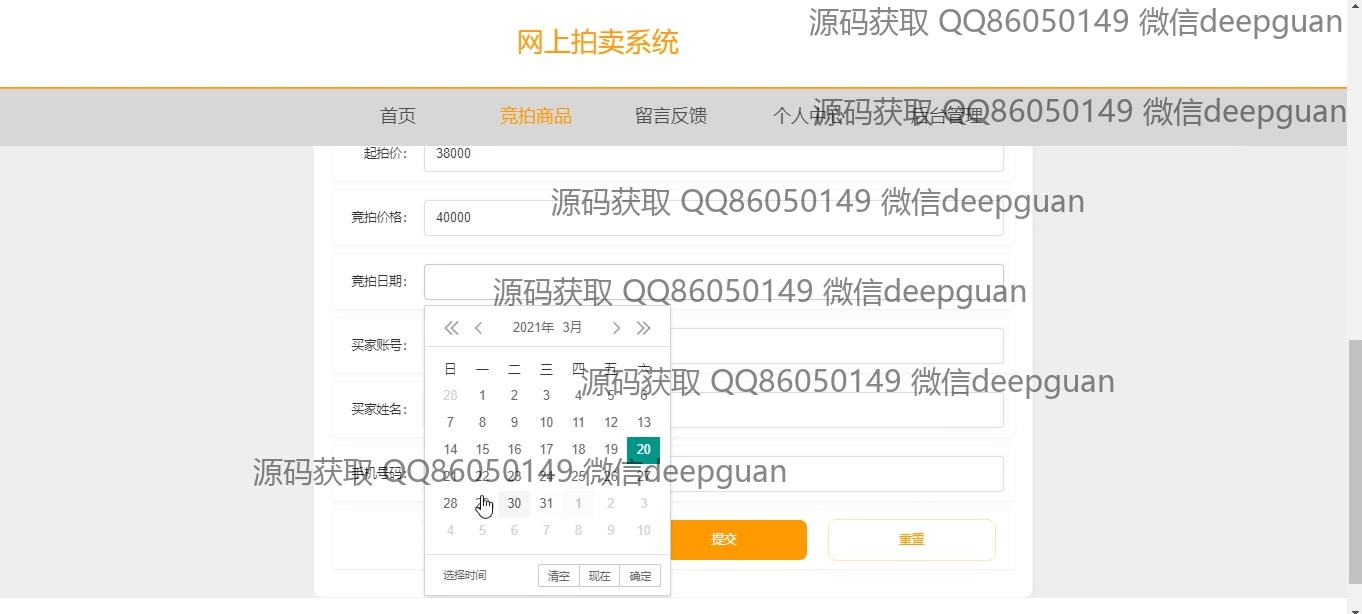 源码获取 QQ86050149 微信deepguan
网上拍卖系统
首页 竞拍商品 留言反馈 个人中心 后台管理
源码获取 QQ86050149 微信deepguan
起拍价： 38000
源码获取 QQ86050149 微信deepguan
竞拍价格： 40000
竞拍日期：
源码获取 QQ86050149 微信deepguan
2021年 3月
买家账号：
日 一 二 三 四 五 六
源码获取 QQ86050149 微信deepguan
28 1 2 3 4 5 6
买家姓名：
7 8 9 10 11 12 13
14 15 16 17 18 19 20
源码获取 QQ86050149 微信deepguan
手机号码：
21 22 23 24 25 26 27
28 30 31 1 2 3
4 5 6 7 8 9 10
提交 重置
选择时间 清空 现在 确定